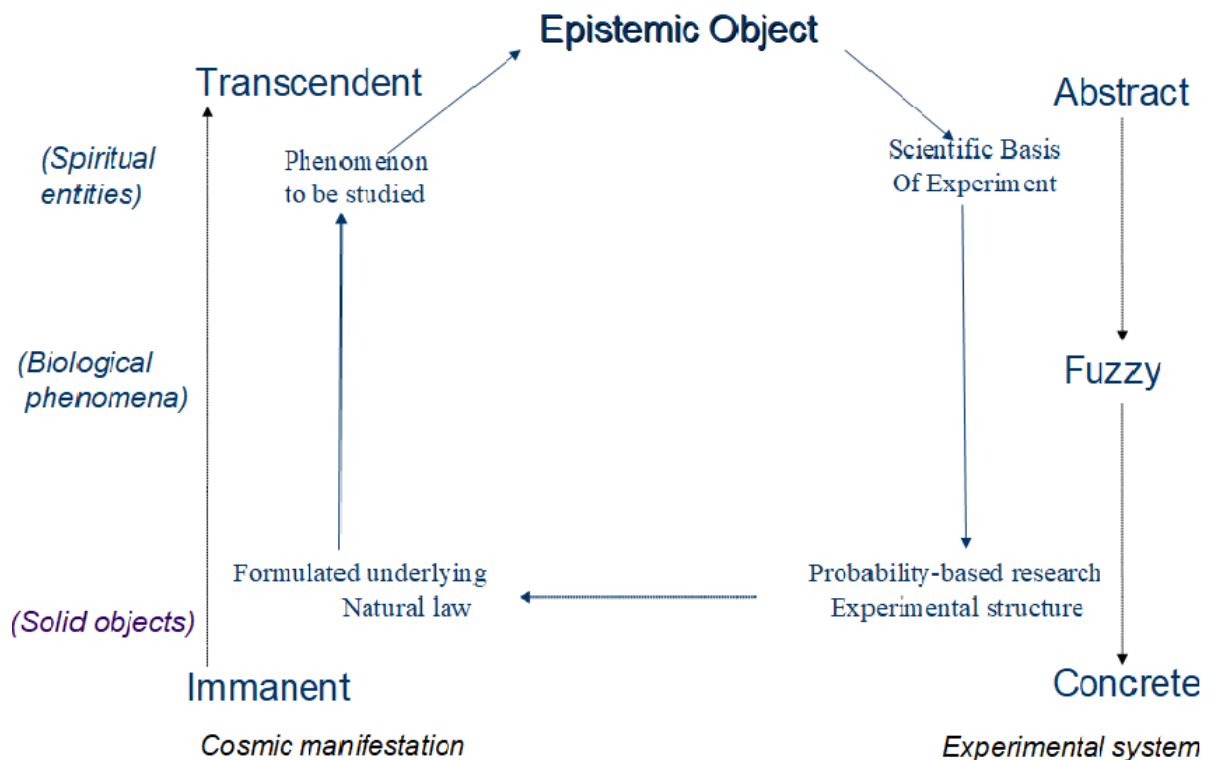 Epistemic Object
Transcendent
Abstract
(Spiritual
entities)
Phenomenon
to be studied
Scientific Basis
Of Experiment
(Biological
phenomena)
Fuzzy
Formulated underlying
Natural law
Probability-based research
Experimental structure
(Solid objects)
Immanent
Concrete
Cosmic manifestation
Experimental system